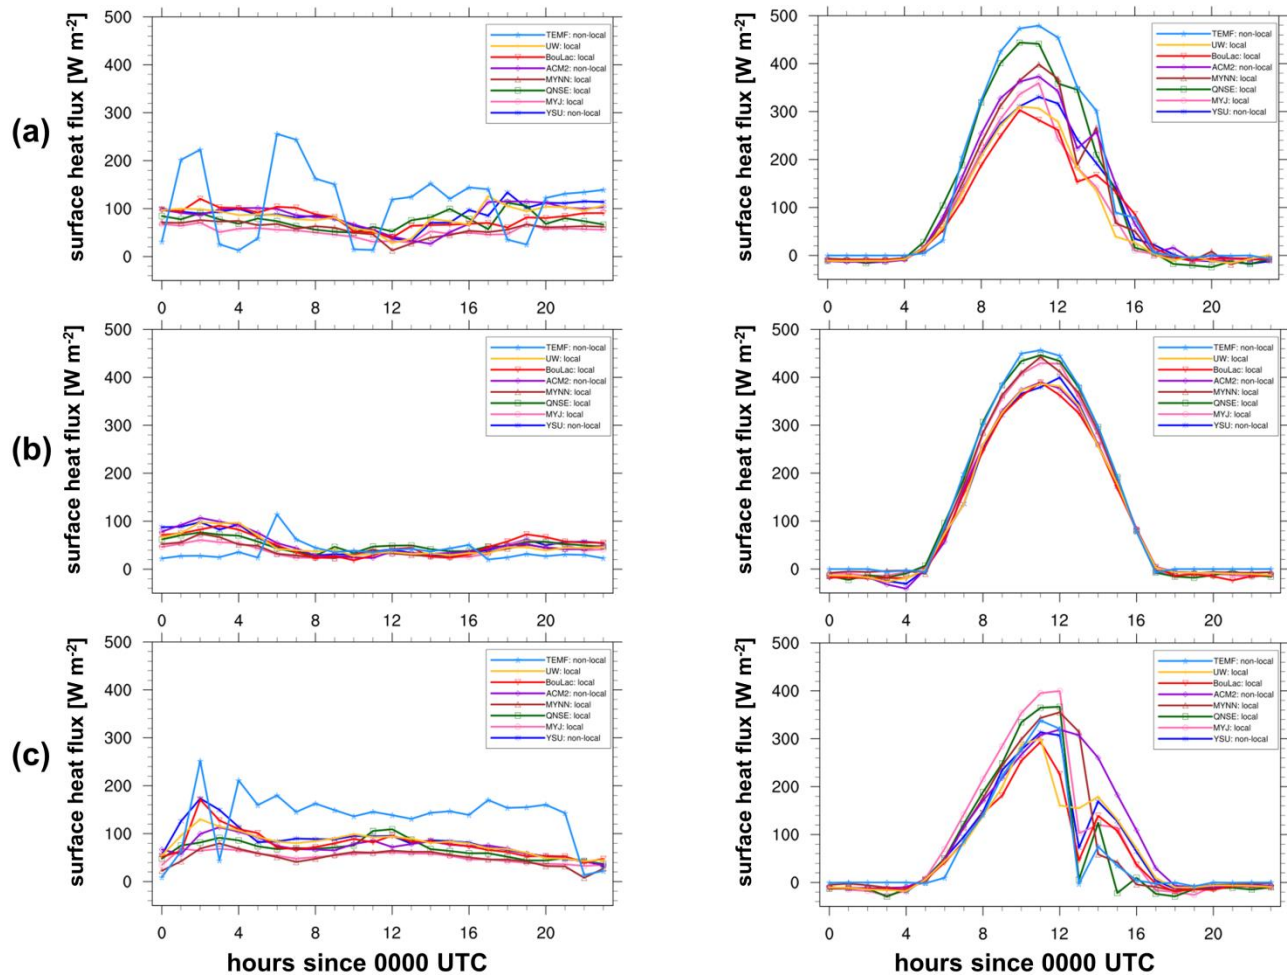 (a)
surface heat flux [W m-2]
500
400
300
200
100
0
0 4 8 12 16 20
TEMF: non-local
UW: local
BouLac: local
ACM2: non-local
MYNN: local
QNSE: local
MYJ: local
YSU: non-local
surface heat flux [W m-2]
500
400
300
200
100
0
0 4 8 12 16 20
TEMF: non-local
UW: local
BouLac: local
ACM2: non-local
MYNN: local
QNSE: local
MYJ: local
YSU: non-local
(b)
surface heat flux [W m-2]
500
400
300
200
100
0
0 4 8 12 16 20
TEMF: non-local
UW: local
BouLac: local
ACM2: non-local
MYNN: local
QNSE: local
MYJ: local
YSU: non-local
surface heat flux [W m-2]
500
400
300
200
100
0
0 4 8 12 16 20
TEMF: non-local
UW: local
BouLac: local
ACM2: non-local
MYNN: local
QNSE: local
MYJ: local
YSU: non-local
(c)
surface heat flux [W m-2]
500
400
300
200
100
0
0 4 8 12 16 20
TEMF: non-local
UW: local
BouLac: local
ACM2: non-local
MYNN: local
QNSE: local
MYJ: local
YSU: non-local
hours since 0000 UTC
surface heat flux [W m-2]
500
400
300
200
100
0
0 4 8 12 16 20
TEMF: non-local
UW: local
BouLac: local
ACM2: non-local
MYNN: local
QNSE: local
MYJ: local
YSU: non-local
hours since 0000 UTC